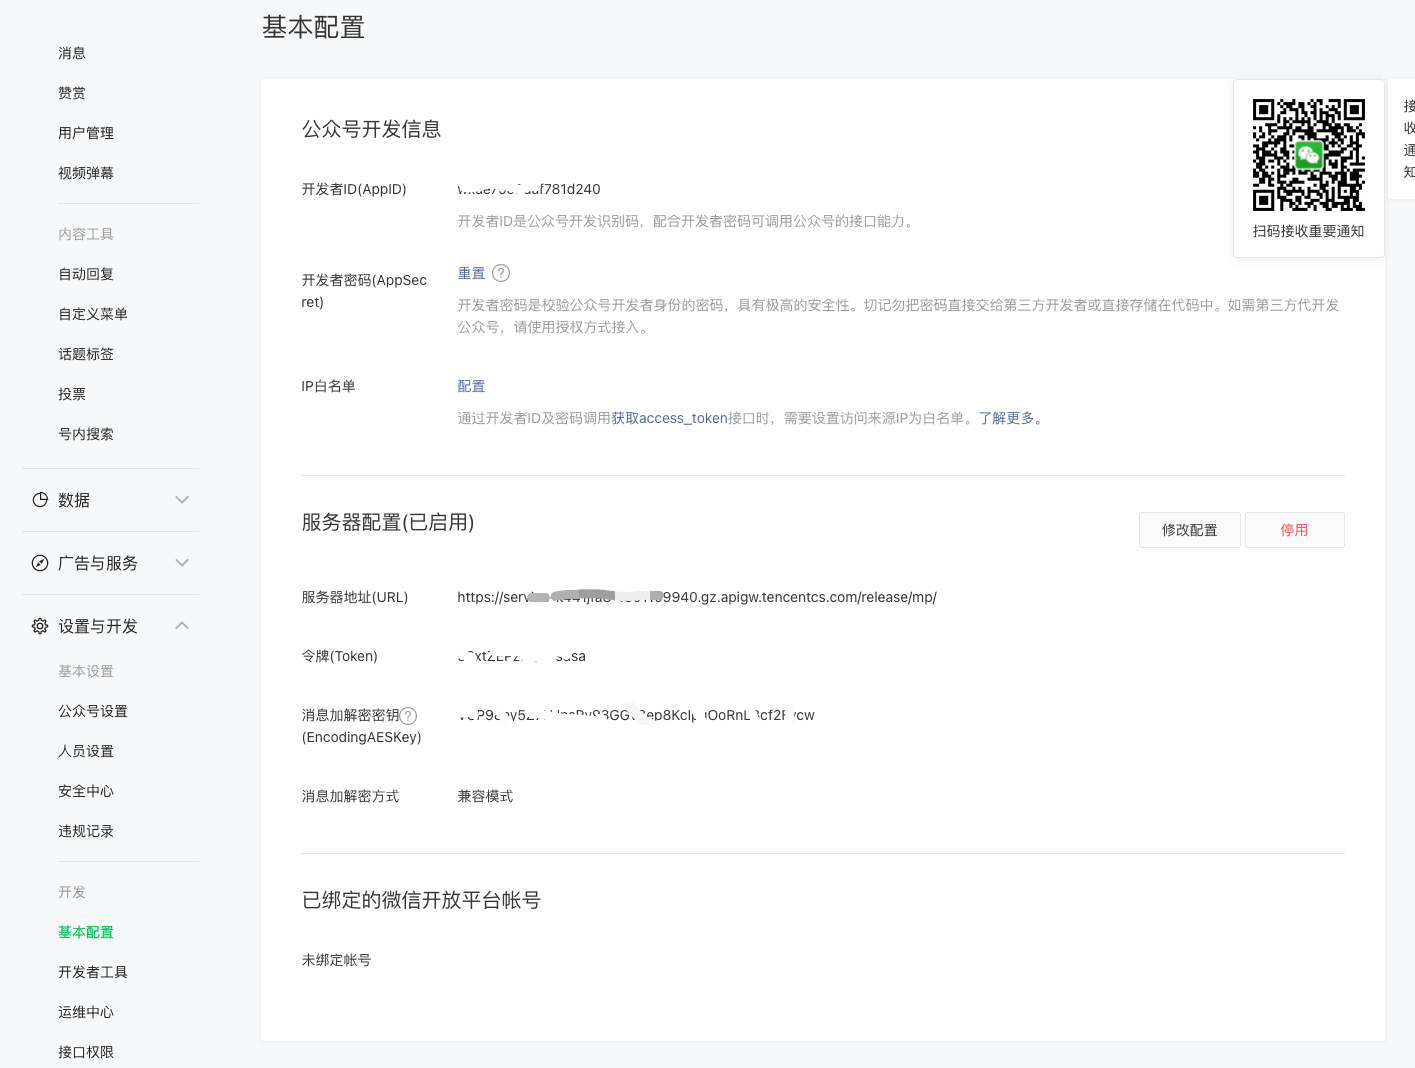 基本配置
消息
赞赏
用户管理
视频弹幕
内容工具
自动回复
自定义菜单
话题标签
投票
号内搜索
数据
广告与服务
设置与开发
基本设置
公众号设置
人员设置
安全中心
违规记录
开发
基本配置
开发者工具
运维中心
接口权限
公众号开发信息
开发者ID(AppID)
f781d240
开发者ID是公众号开发识别码，配合开发者密码可调用公众号的接口能力。
开发者密码(AppSec
ret)
重置 ?
开发者密码是校验公众号开发者身份的密码，具有极高的安全性。切记勿把密码直接交给第三方开发者或直接存储在代码中。如需第三方代开发
公众号，请使用授权方式接入。
IP白名单
配置
通过开发者ID及密码调用获取access_token接口时，需要设置访问来源IP为白名单。了解更多。
服务器配置(已启用)
修改配置
停用
服务器地址(URL)
https://serv
9940.gz.apigw.tencentcs.com/release/mp/
令牌(Token)
消息加解密密钥?
(EncodingAESKey)
消息加解密方式
兼容模式
已绑定的微信开放平台帐号
未绑定帐号
扫码接收重要通知
接
收
通
知